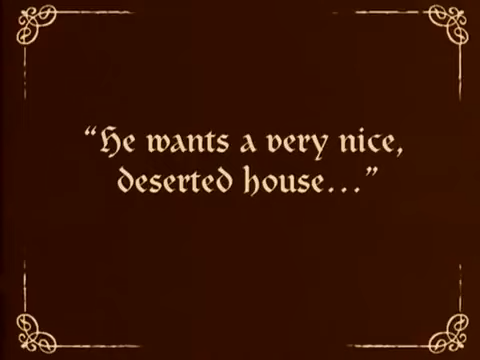 “He wants a very nice,
deserted house...”